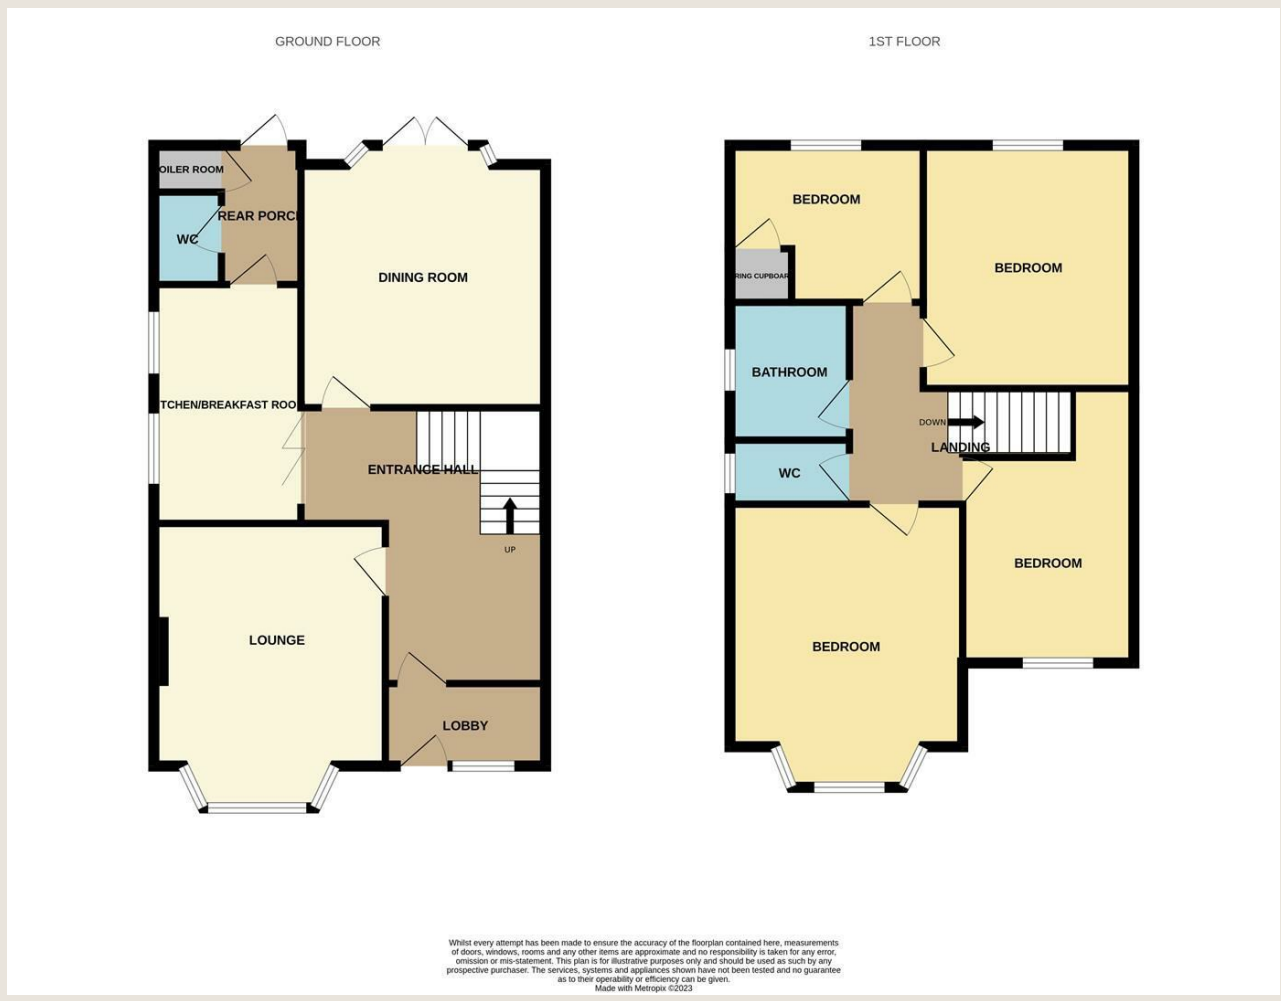 GROUND FLOOR
1ST FLOOR
OILER ROOM
REAR PORC
WC
DINING ROOM
TCHEN/BREAKFAST ROO
ENTRANCE HALL
UP
LOUNGE
LOBBY
BEDROOM
RING CUPBOAR
BEDROOM
BATHROOM
DOWN
LANDING
WC
BEDROOM
BEDROOM
Whilst every attempt has been made to ensure the accuracy of the floorplan contained here, measurements
of doors, windows, rooms and any other items are approximate and no responsibility is taken for any error,
omission or mis-statement. This plan is for illustrative purposes only and should be used as such by any
prospective purchaser. The services, systems and appliances shown have not been tested and no guarantee
as to their operability or efficiency can be given.
Made with Metropix ©2023